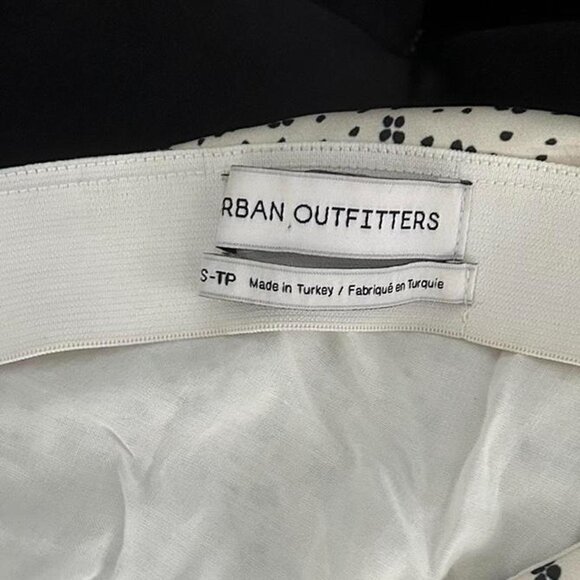 RBAN OUTFITTERS
S-TP Made in Turkey / Fabriqué en Turquie